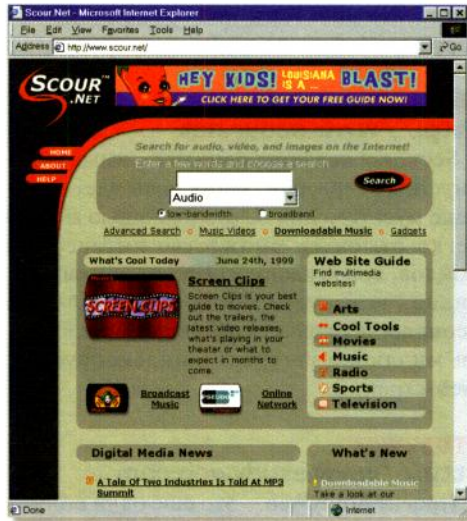 Scour.Net - Microsoft Internet Explorer
File Edit View Favorites Tools Help
Address http://www.scour.net/ Go
SCOUR™
.NET
HEY KIDS! LOUISIANA IS A ... BLAST!
CLICK HERE TO GET YOUR FREE GUIDE NOW!
HOME
ABOUT
HELP
Search for audio, video, and images on the Internet!
Enter a few words and choose a search
Search
Audio
low-bandwidth broadband
Advanced Search Music Videos Downloadable Music Gadgets
What's Cool Today June 24th, 1999
SCREEN CLIPS
Screen Clips
Screen Clips is your best
guide to movies. Check
out the trailers, the
latest video releases,
what's playing in your
theater or what to
expect in months to
come.
Broadcast
Music
PSEUDO
Online
Network
Web Site Guide
Find multimedia
websites!
Arts
Cool Tools
Movies
Music
Radio
Sports
Television
Digital Media News
A Tale Of Two Industries Is Told At MP3
Summit
What's New
! Downloadable Music
Take a look at our
Done Internet